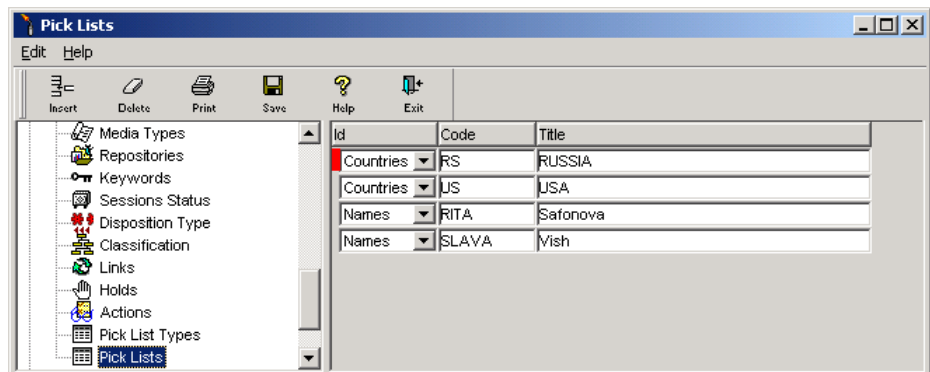 Pick Lists
Edit Help
Insert Delete Print Save Help Exit
Media Types
Repositories
Keywords
Sessions Status
Disposition Type
Classification
Links
Holds
Actions
Pick List Types
Pick Lists
Id Code Title
Countries RS RUSSIA
Countries US USA
Names RITA Safonova
Names SLAVA Vish